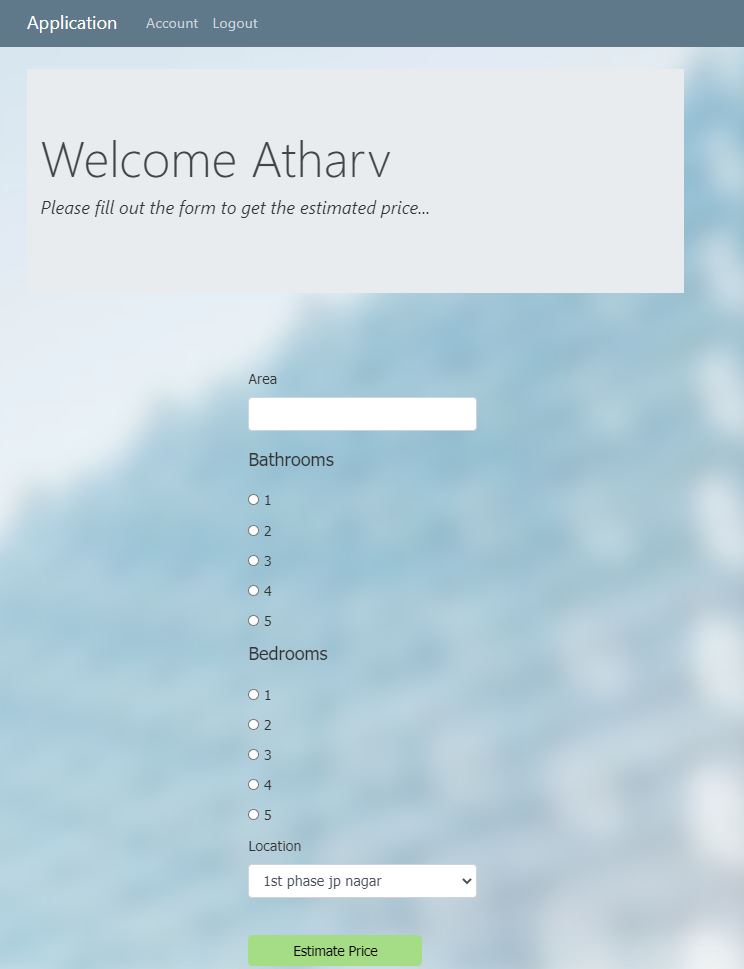 Application Account Logout
Welcome Atharv
Please fill out the form to get the estimated price...
Area
Bathrooms
1
2
3
4
5
Bedrooms
1
2
3
4
5
Location
1st phase jp nagar
Estimate Price